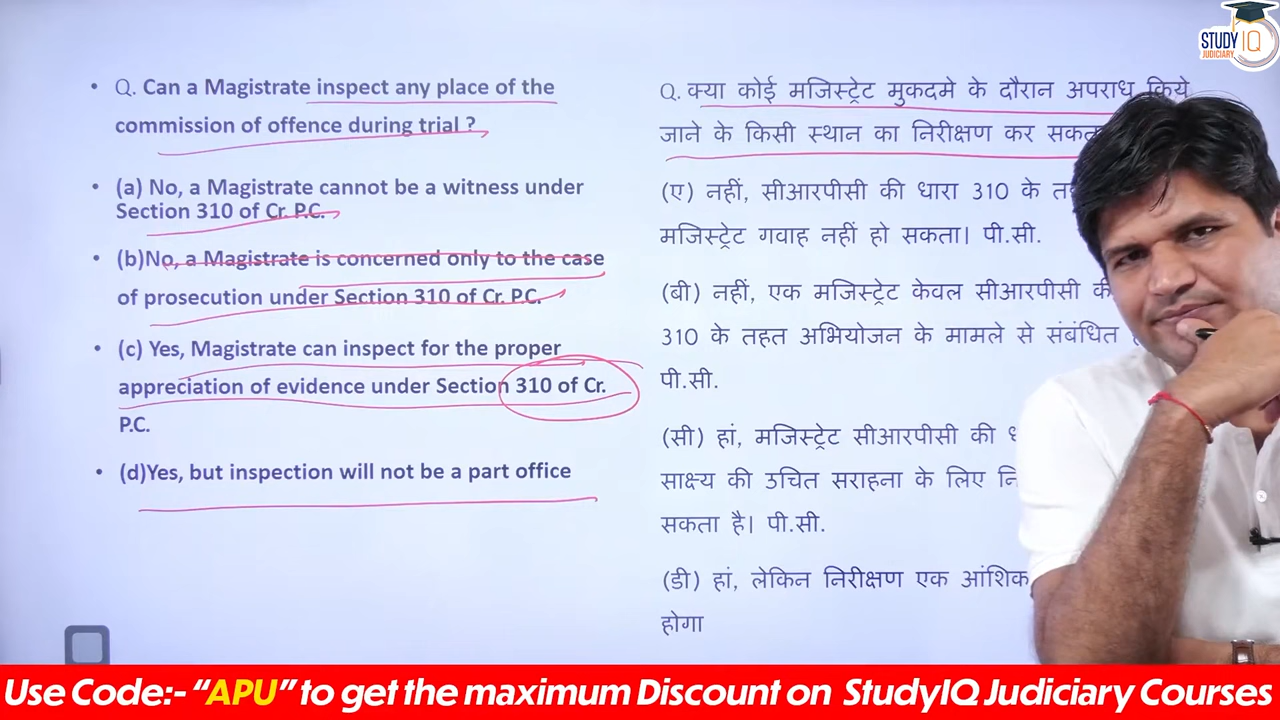 STUDY IQ
JUDICIARY
• Q. Can a Magistrate inspect any place of the
commission of offence during trial ?
• (a) No, a Magistrate cannot be a witness under
Section 310 of Cr. P.C.
• (b)No, a Magistrate is concerned only to the case
of prosecution under Section 310 of Cr. P.C.
• (c) Yes, Magistrate can inspect for the proper
appreciation of evidence under Section 310 of Cr.
P.C.
• (d)Yes, but inspection will not be a part office
Q. क्या कोई मजिस्ट्रेट मुकदमे के दौरान अपराध किये
जाने के किसी स्थान का निरीक्षण कर
(ए) नहीं, सीआरपीसी की धारा 310 के
मजिस्ट्रेट गवाह नहीं हो सकता। पी.सी.
(बी) नहीं, एक मजिस्ट्रेट केवल सीआरपीसी
310 के तहत अभियोजन के मामले से संबंधित
पी.सी.
(सी) हां, मजिस्ट्रेट सीआरपीसी की
साक्ष्य की उचित सराहना के लिए
सकता है। पी.सी.
(डी) हां, लेकिन निरीक्षण एक आंशिक
होगा
Use Code:- “APU” to get the maximum Discount on StudyIQ Judiciary Courses